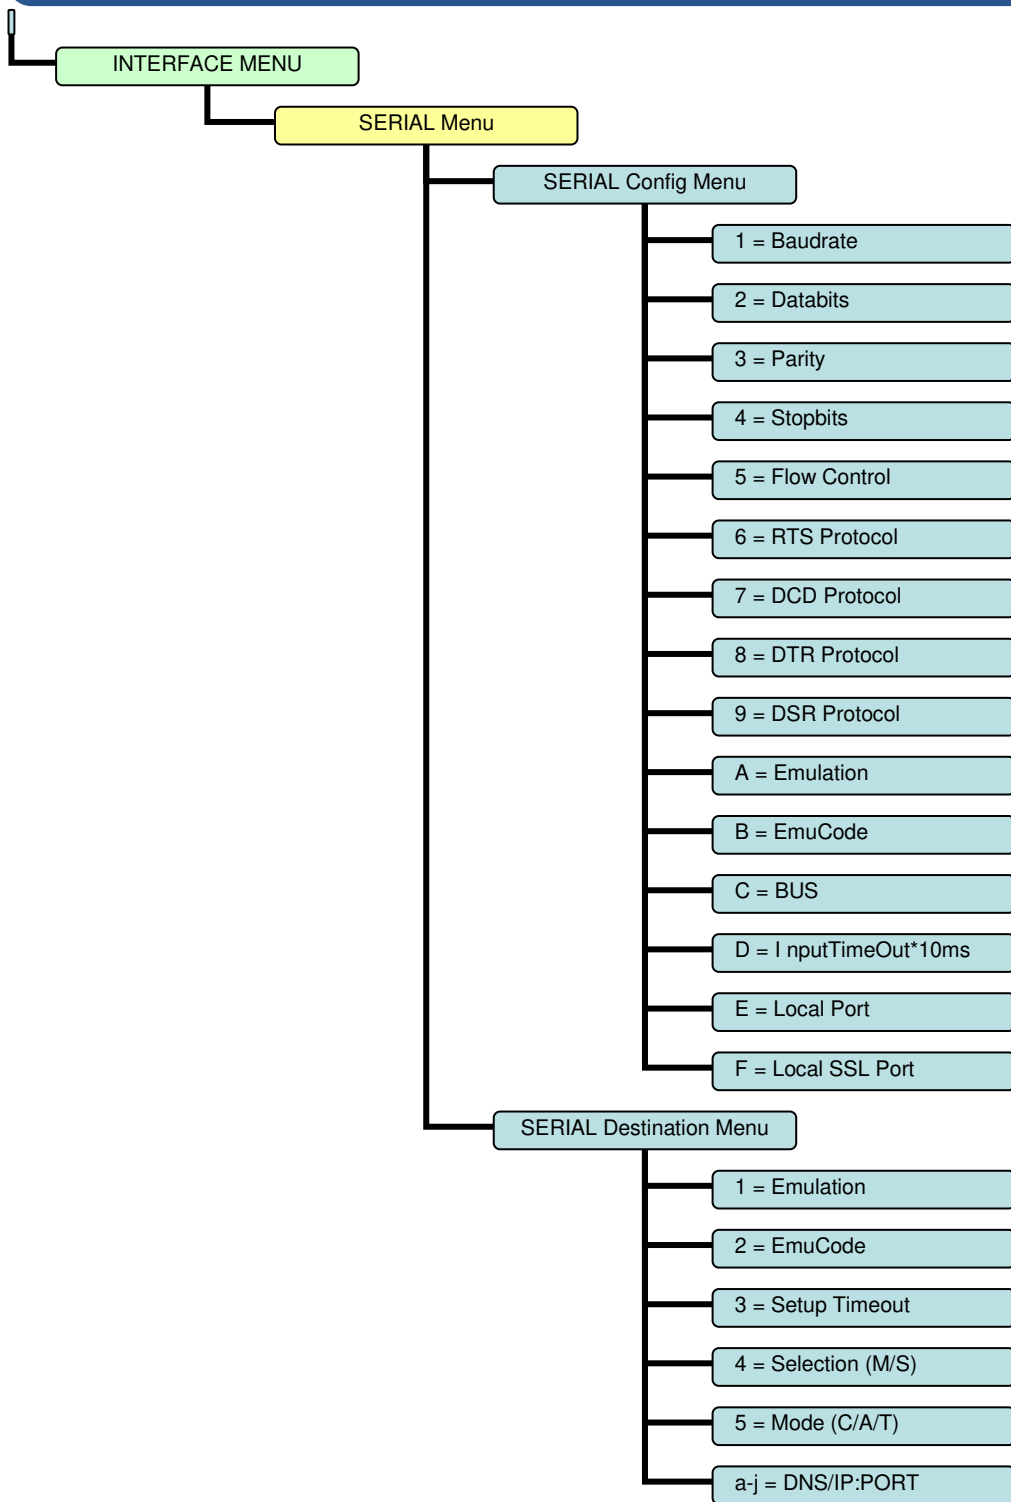 INTERFACE MENU
SERIAL Menu
SERIAL Config Menu
1 = Baudrate
2 = Databits
3 = Parity
4 = Stopbits
5 = Flow Control
6 = RTS Protocol
7 = DCD Protocol
8 = DTR Protocol
9 = DSR Protocol
A = Emulation
B = EmuCode
C = BUS
D = I nputTimeOut*10ms
E = Local Port
F = Local SSL Port
SERIAL Destination Menu
1 = Emulation
2 = EmuCode
3 = Setup Timeout
4 = Selection (M/S)
5 = Mode (C/A/T)
a-j = DNS/IP:PORT